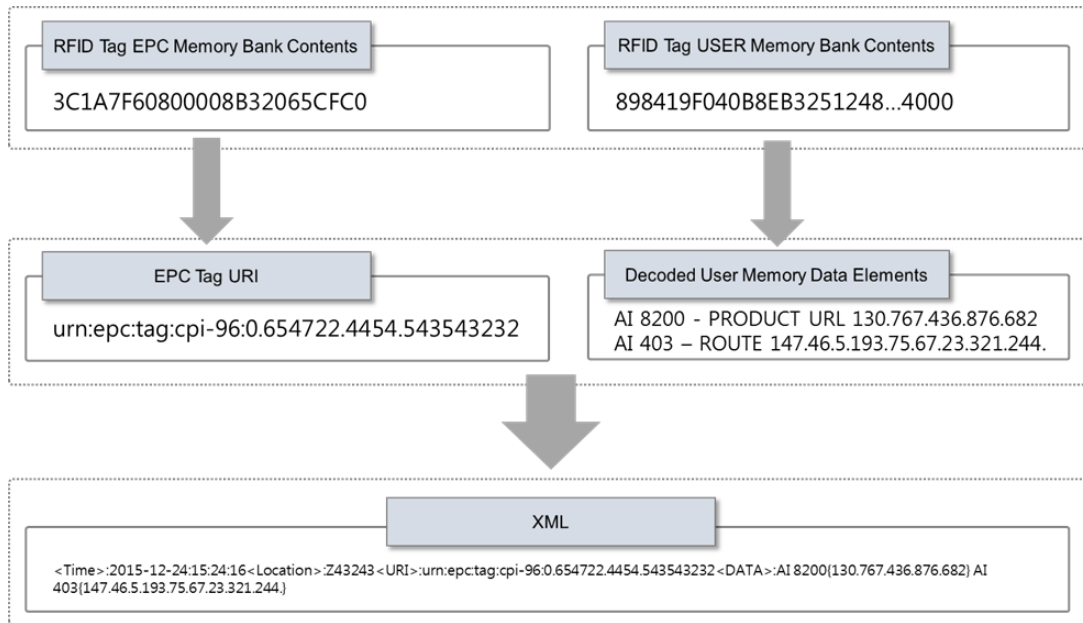 RFID Tag EPC Memory Bank Contents
3C1A7F60800008B32065CFC0
RFID Tag USER Memory Bank Contents
898419F040B8EB3251248...4000
EPC Tag URI
urn:epc:tag:cpi-96:0.654722.4454.543543232
Decoded User Memory Data Elements
AI 8200 - PRODUCT URL 130.767.436.876.682
AI 403 – ROUTE 147.46.5.193.75.67.23.321.244.
XML
<Time>:2015-12-24:15:24:16<Location>:Z43243<URI>:urn:epc:tag:cpi-96:0.654722.4454.543543232<DATA>:AI 8200{130.767.436.876.682} AI
403{147.46.5.193.75.67.23.321.244.}